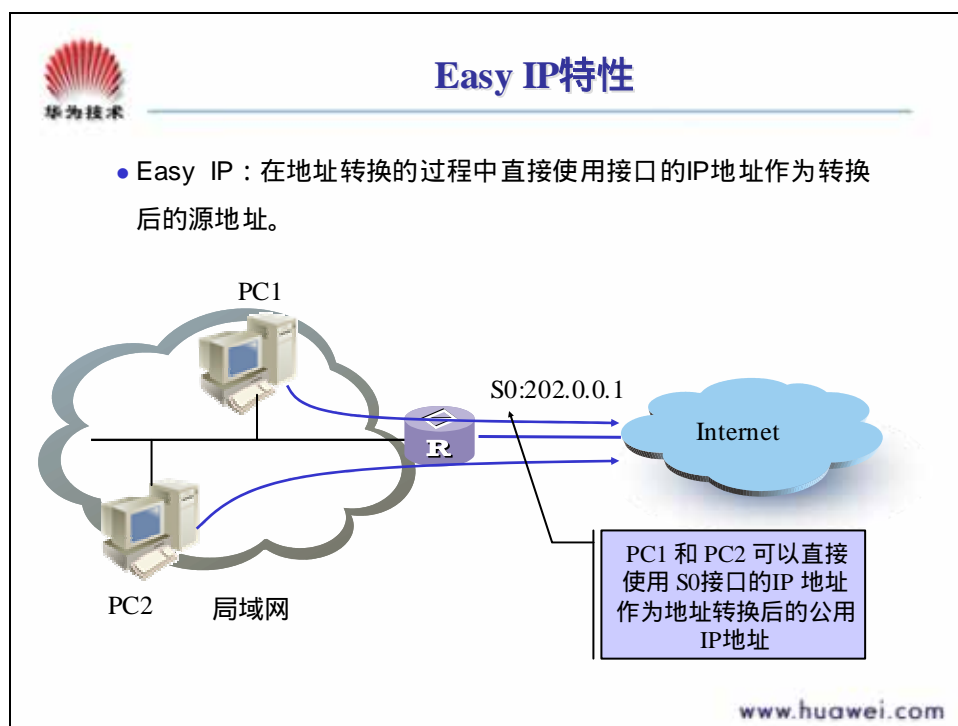 华为技术
Easy IP特性
● Easy IP：在地址转换的过程中直接使用接口的IP地址作为转换
后的源地址。
PC1
S0:202.0.0.1
Internet
R
PC2
局域网
PC1 和 PC2 可以直接
使用 S0接口的IP 地址
作为地址转换后的公用
IP地址
www.huawei.com